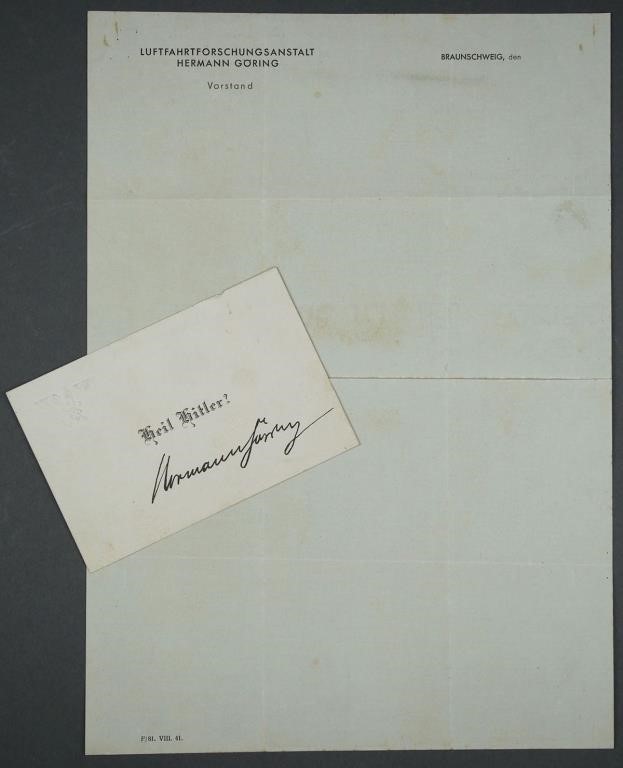 LUFTFAHRTFORSCHUNGSANSTALT
HERMANN GÖRING
Vorstand
BRAUNSCHWEIG, den
Heil Hitler!
Hermann Göring
F/81. VIII. 41.